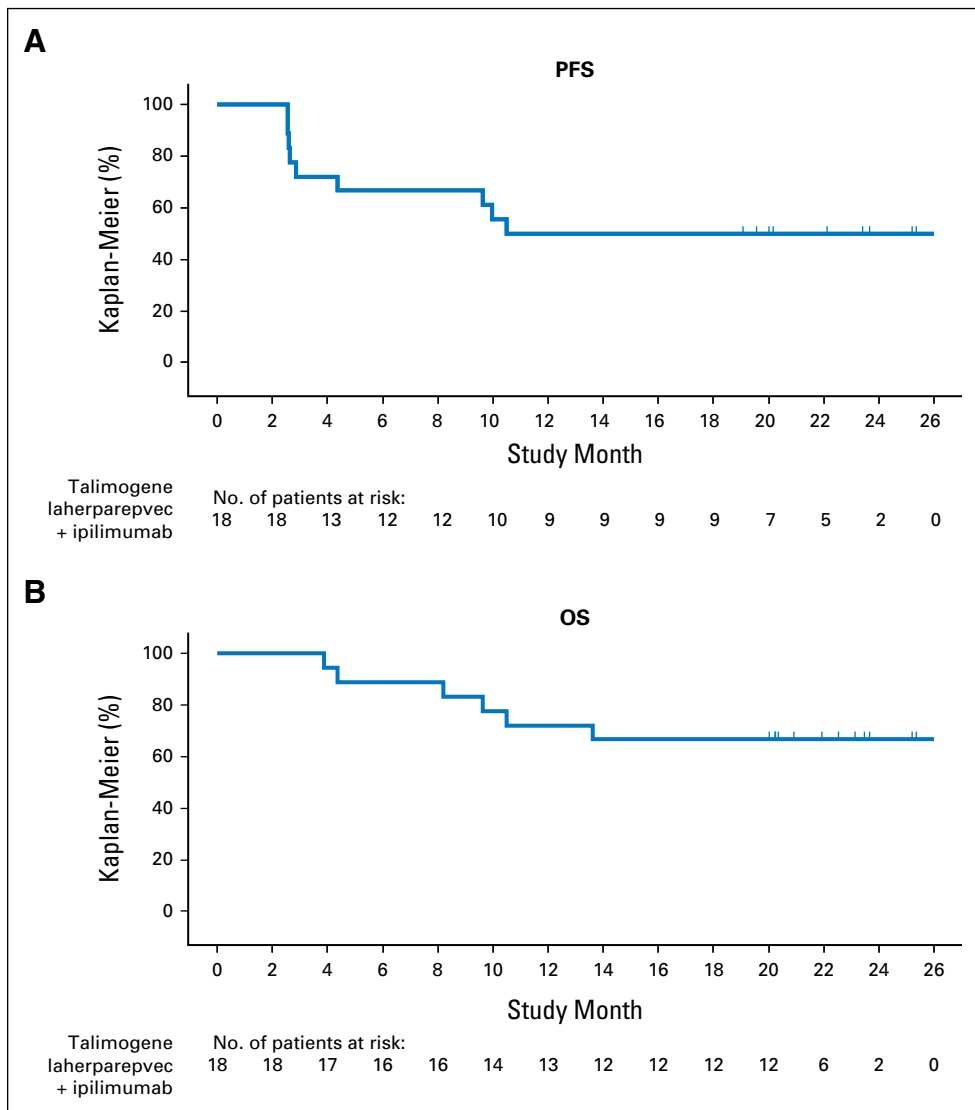 A
PFS
Kaplan-Meier (%)
100
80
60
40
20
0
0 2 4 6 8 10 12 14 16 18 20 22 24 26
Study Month
Talimogene
laherparepvec
+ ipilimumab
No. of patients at risk:
18 18 13 12 12 10 9 9 9 9 7 5 2 0
B
OS
Kaplan-Meier (%)
100
80
60
40
20
0
0 2 4 6 8 10 12 14 16 18 20 22 24 26
Study Month
Talimogene
laherparepvec
+ ipilimumab
No. of patients at risk:
18 18 17 16 16 14 13 12 12 12 12 6 2 0